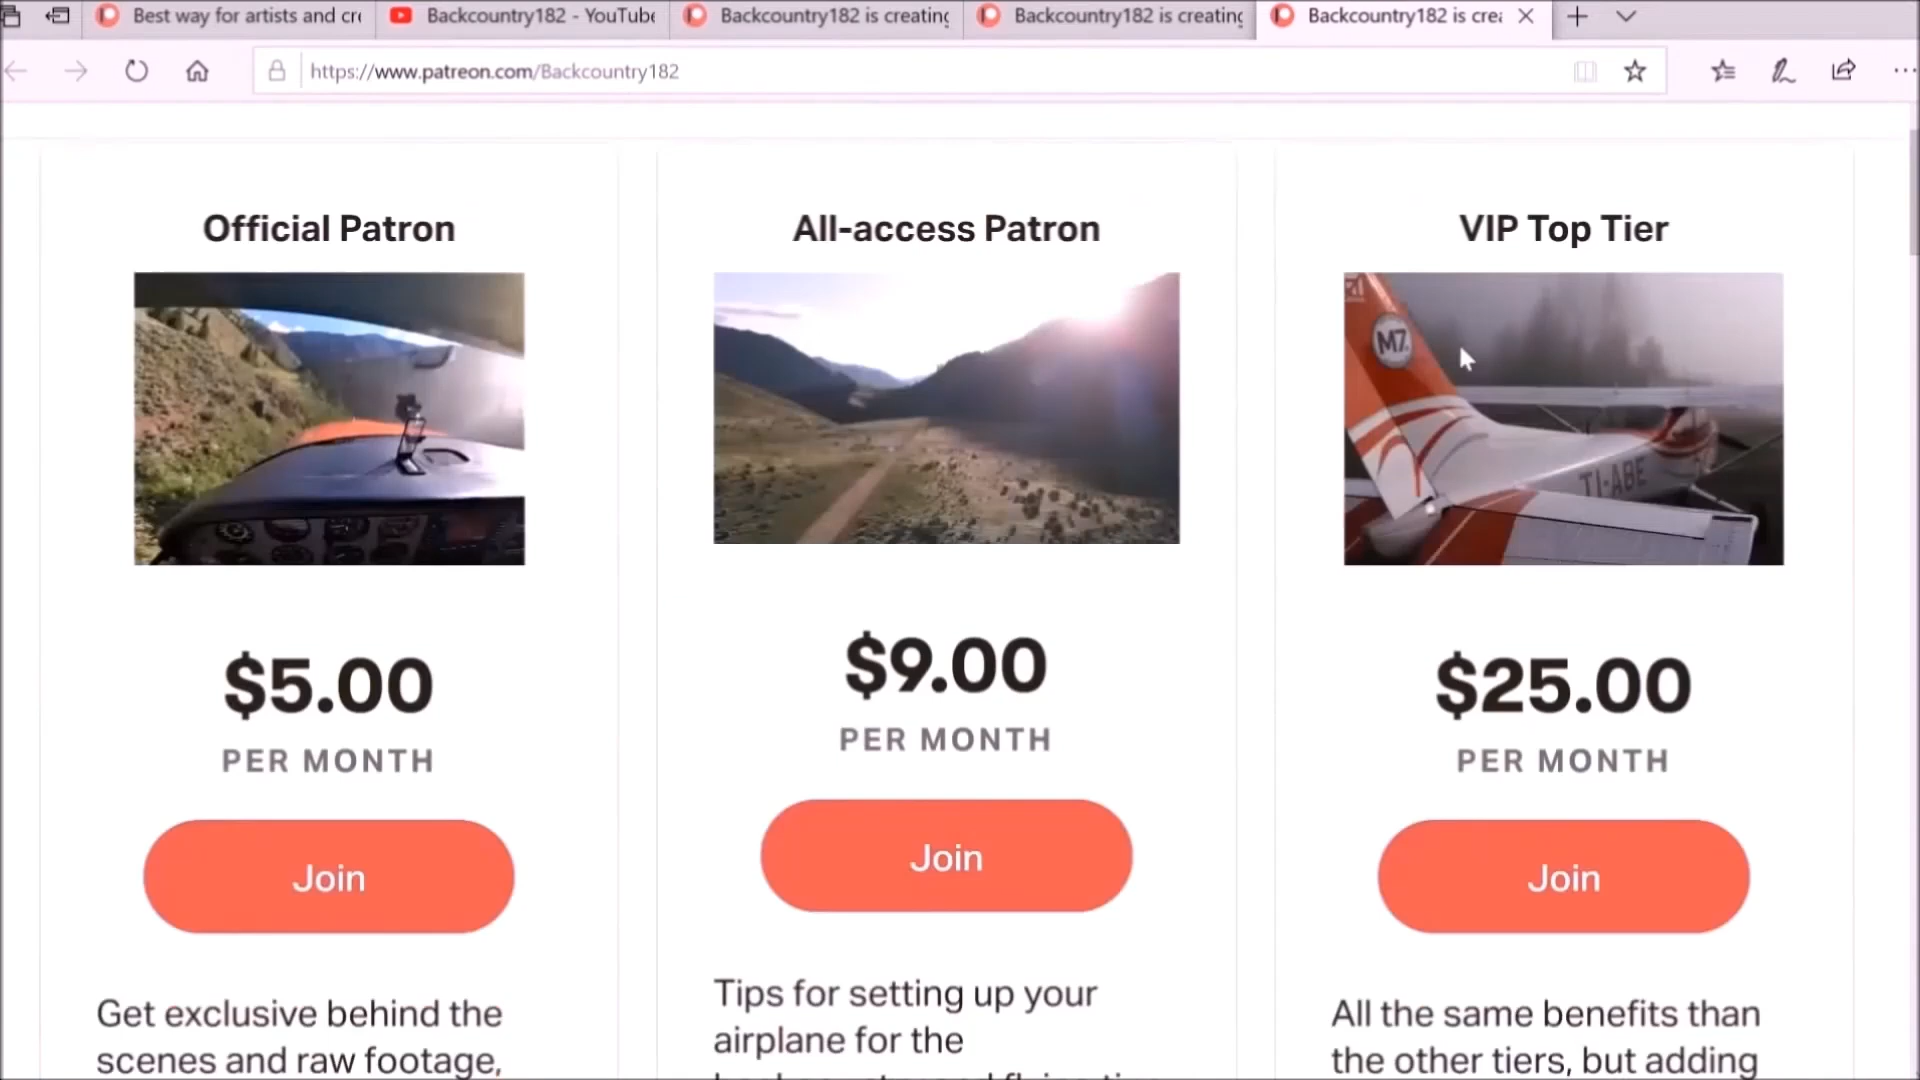 Best way for artists and cre
Backcountry182 - YouTube
Backcountry182 is creating
Backcountry182 is creating
Backcountry182 is crea
https://www.patreon.com/Backcountry182
Official Patron
All-access Patron
VIP Top Tier
M7
TI-ABE
$5.00
PER MONTH
Join
$9.00
PER MONTH
Join
$25.00
PER MONTH
Join
Get exclusive behind the
scenes and raw footage,
Tips for setting up your
airplane for the
All the same benefits than
the other tiers, but adding